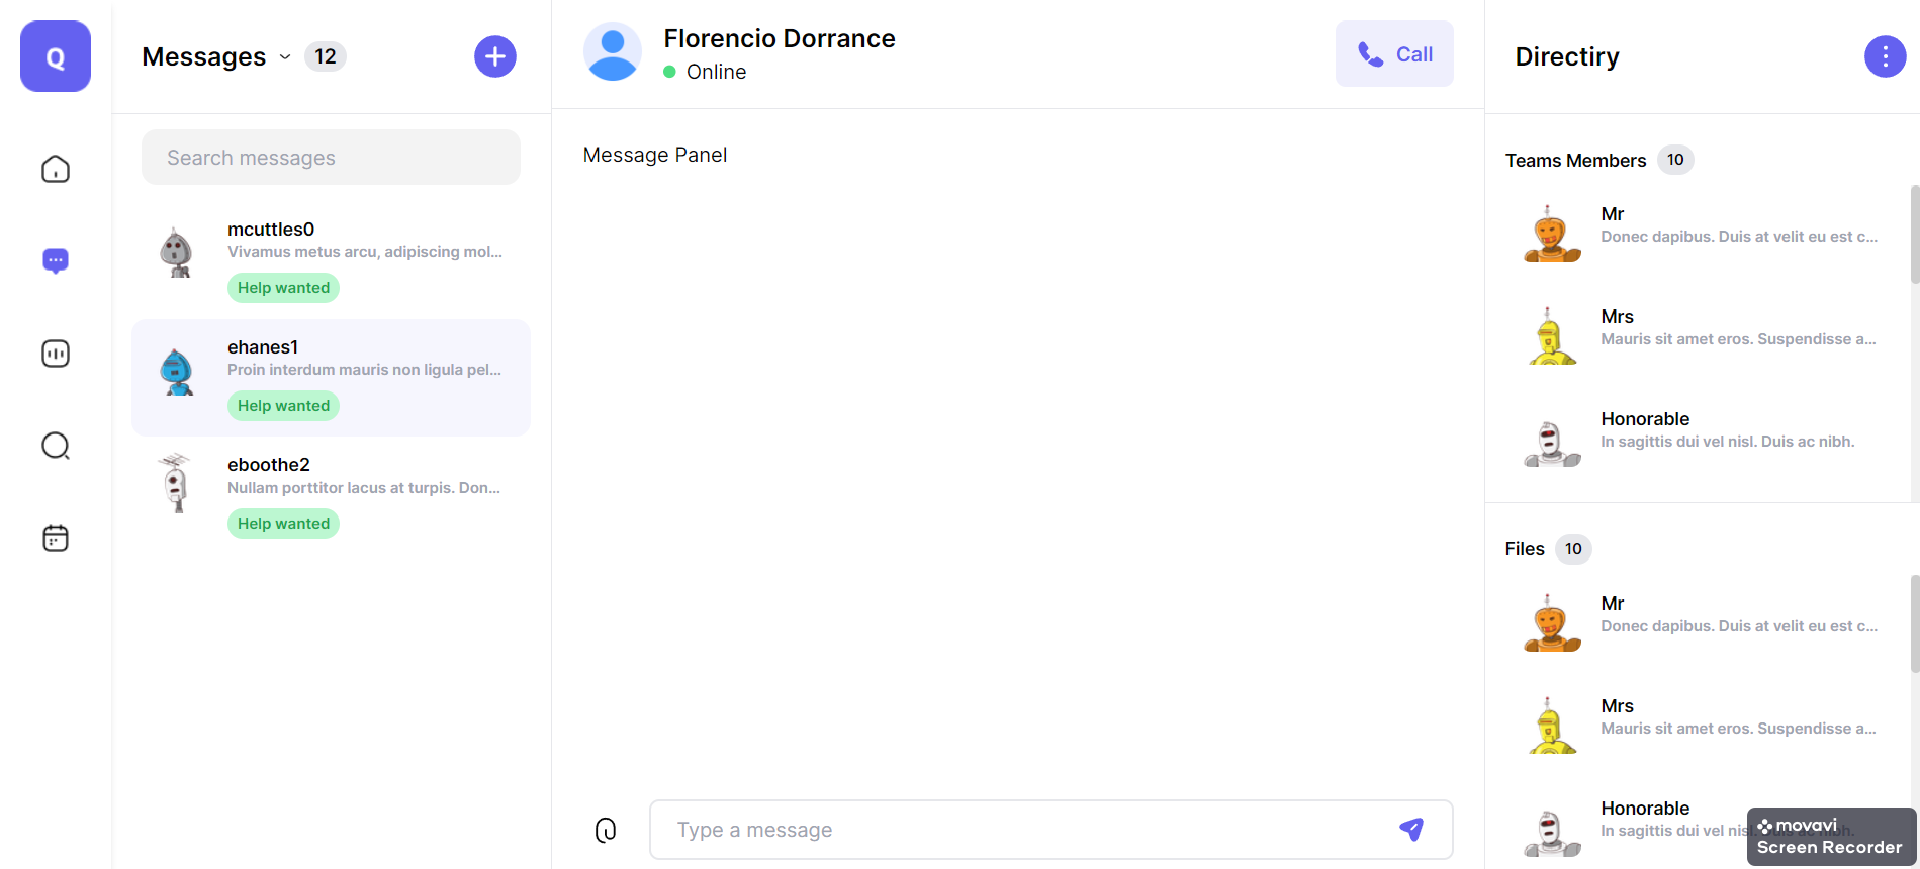 Q
Messages 12
Search messages
mcuttles0
Vivamus metus arcu, adipiscing mol...
Help wanted
ehanes1
Proin interdum mauris non ligula pel...
Help wanted
eboothe2
Nullam porttitor lacus at turpis. Don...
Help wanted
Florencio Dorrance
Online
Call
Message Panel
Type a message
Directiry
Teams Members 10
Mr
Donec dapibus. Duis at velit eu est c...
Mrs
Mauris sit amet eros. Suspendisse a...
Honorable
In sagittis dui vel nisl. Duis ac nibh.
Files 10
Mr
Donec dapibus. Duis at velit eu est c...
Mrs
Mauris sit amet eros. Suspendisse a...
Honorable
In sagittis dui vel nisl. Duis ac nibh.
movavi
Screen Recorder